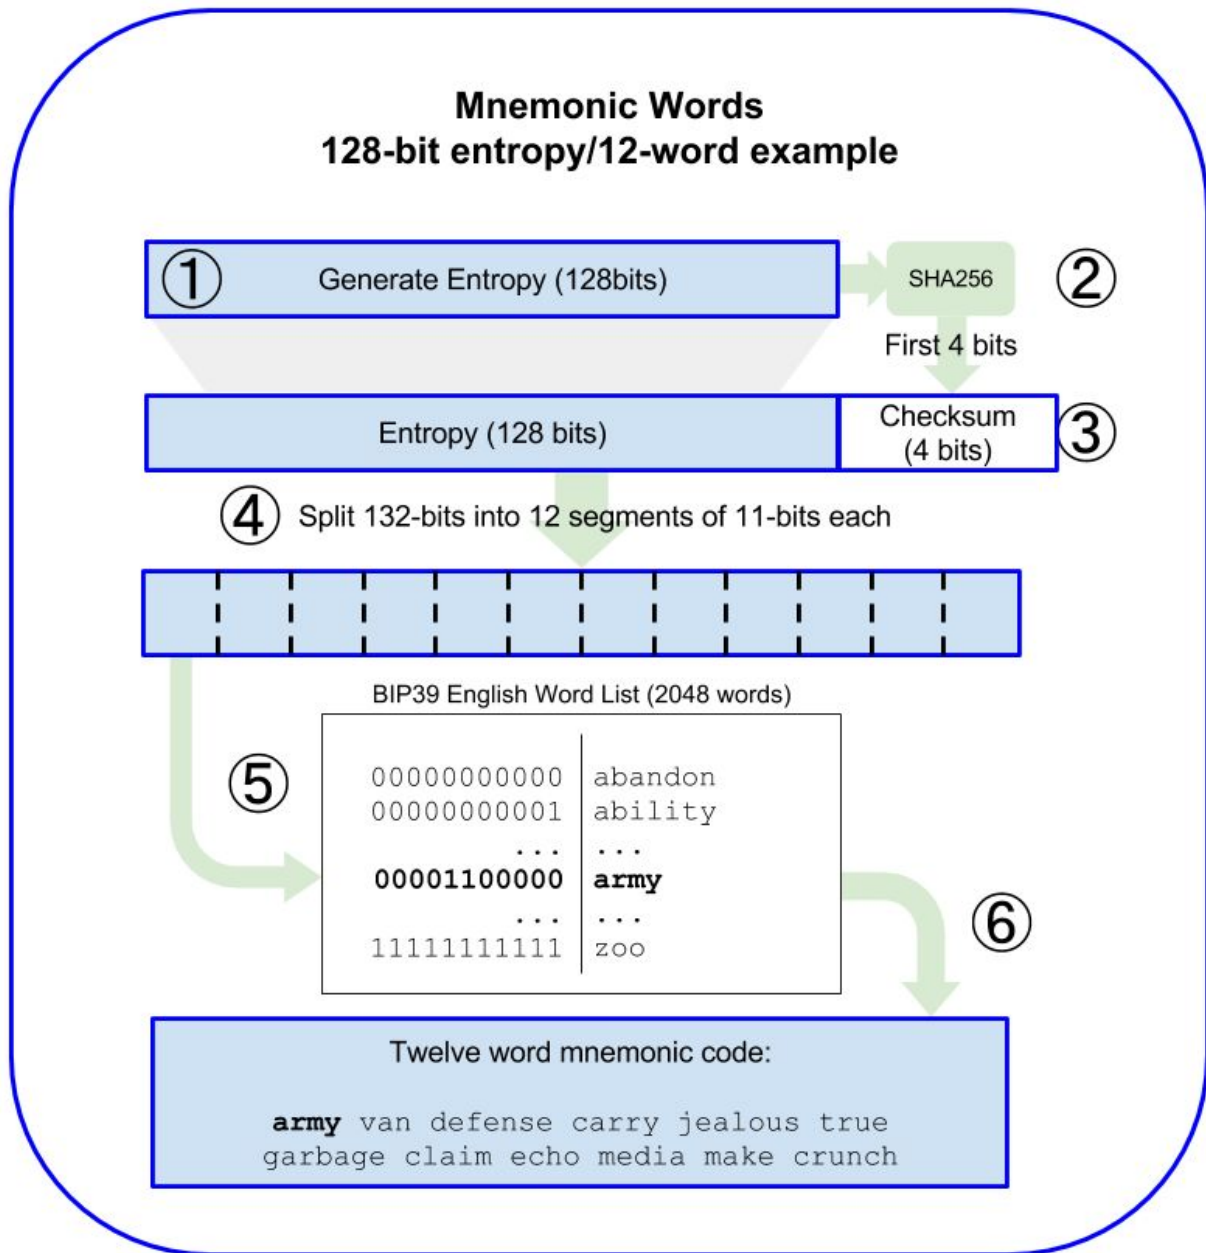 Mnemonic Words
128-bit entropy/12-word example
① Generate Entropy (128bits) SHA256 ②
First 4 bits
Entropy (128 bits) Checksum (4 bits) ③
④ Split 132-bits into 12 segments of 11-bits each
BIP39 English Word List (2048 words)
⑤
00000000000 abandon
00000000001 ability
... ...
00001100000 army
... ...
11111111111 zoo
⑥
Twelve word mnemonic code:
army van defense carry jealous true
garbage claim echo media make crunch